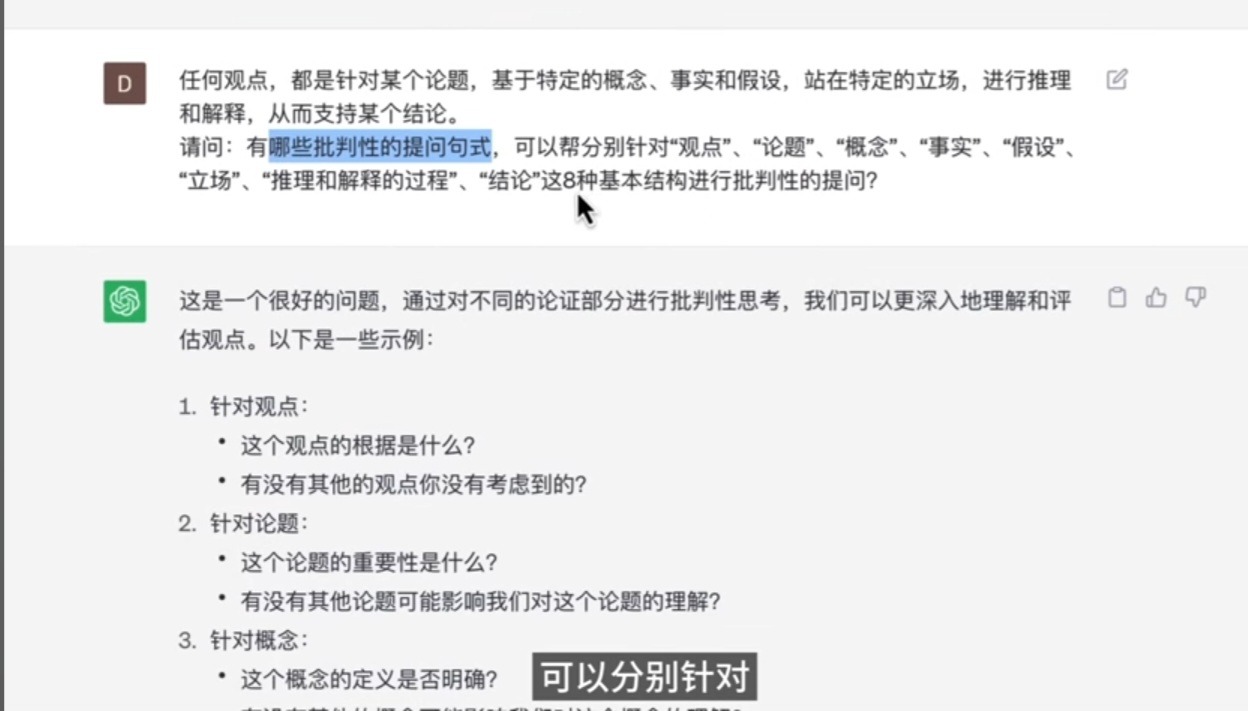 D
任何观点，都是针对某个论题，基于特定的概念、事实和假设，站在特定的立场，进行推理
和解释，从而支持某个结论。
请问：有哪些批判性的提问句式，可以帮分别针对“观点”、“论题”、“概念”、“事实”、“假设”、
“立场”、“推理和解释的过程”、“结论”这8种基本结构进行批判性的提问?
这是一个很好的问题，通过对不同的论证部分进行批判性思考，我们可以更深入地理解和评
估观点。以下是一些示例：
1. 针对观点：
• 这个观点的根据是什么?
• 有没有其他的观点你没有考虑到的?
2. 针对论题：
• 这个论题的重要性是什么?
• 有没有其他论题可能影响我们对这个论题的理解?
3. 针对概念：
• 这个概念的定义是否明确?
可以分别针对